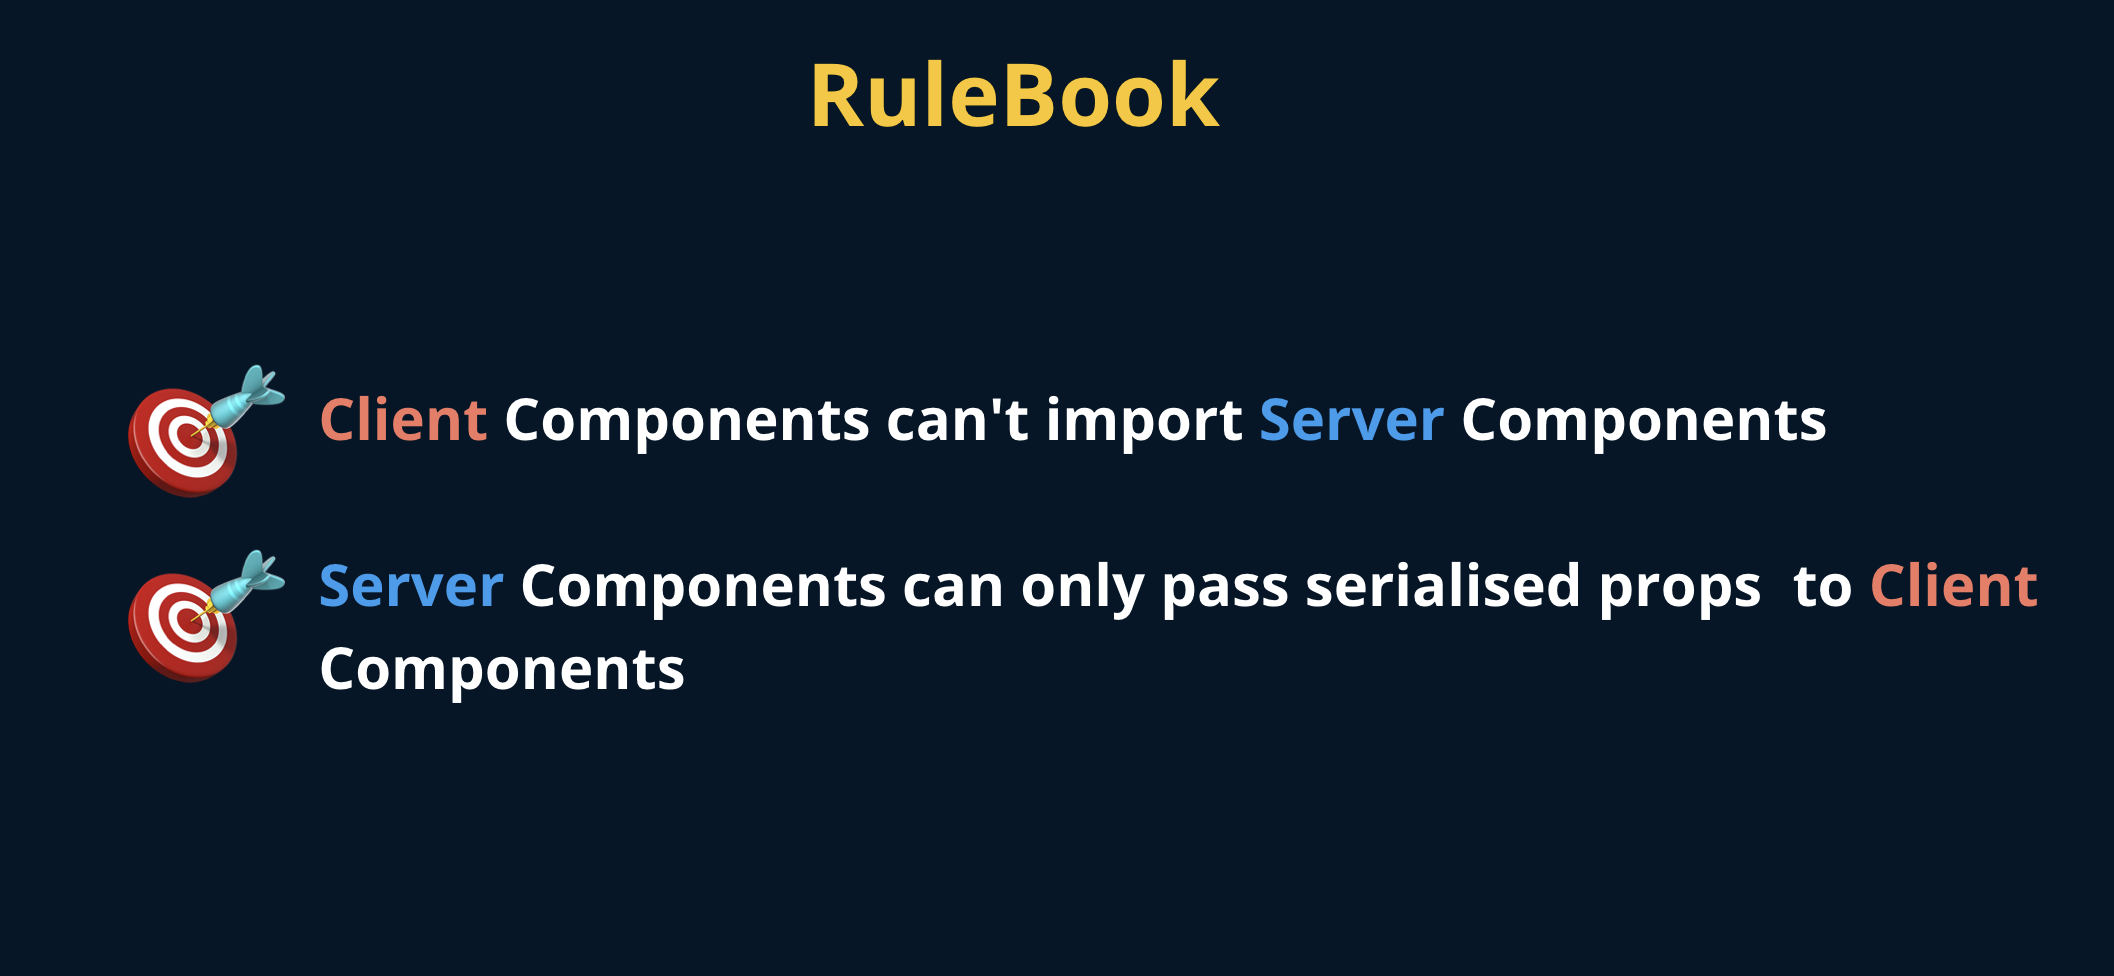 RuleBook
Client Components can't import Server Components
Server Components can only pass serialised props  to Client
Components